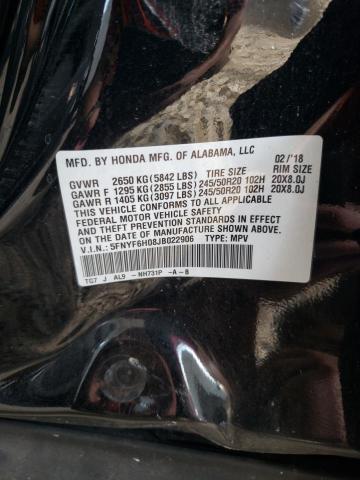 MFD. BY HONDA MFG. OF ALABAMA, LLC 02/'18
GVWR 2650 KG (5842 LBS) TIRE SIZE RIM SIZE
GAWR F 1295 KG (2855 LBS) 245/50R20 102H 20X8.0J
GAWR R 1405 KG (3097 LBS) 245/50R20 102H 20X8.0J
THIS VEHICLE CONFORMS TO ALL APPLICABLE
FEDERAL MOTOR VEHICLE SAFETY AND
THEFT PREVENTION STANDARDS IN EFFECT ON
THE DATE OF MANUFACTURE SHOWN ABOVE.
V.I.N.: 5FNYF6H08JB022906 TYPE: MPV
TG7 J AL9 - NH731P -A-B